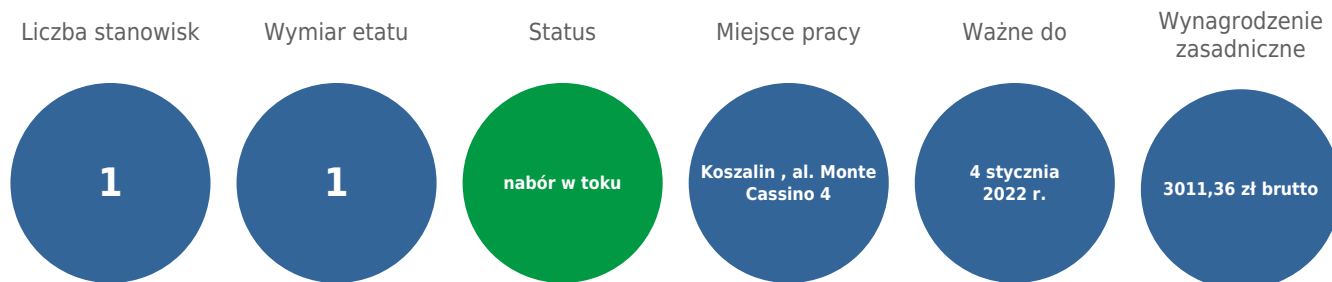 Liczba stanowisk
1
Wymiar etatu
1
Status
nabór w toku
Miejsce pracy
Koszalin , al. Monte
Cassino 4
Ważne do
4 stycznia
2022 r.
Wynagrodzenie
zasadnicze
3011,36 zł brutto